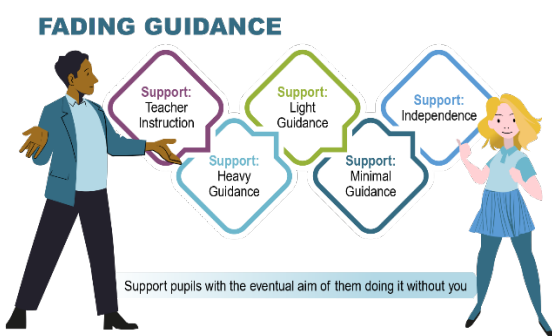 FADING GUIDANCE
Support:
Teacher
Instruction
Support:
Heavy
Guidance
Support:
Light
Guidance
Support:
Minimal
Guidance
Support:
Independence
Support pupils with the eventual aim of them doing it without you